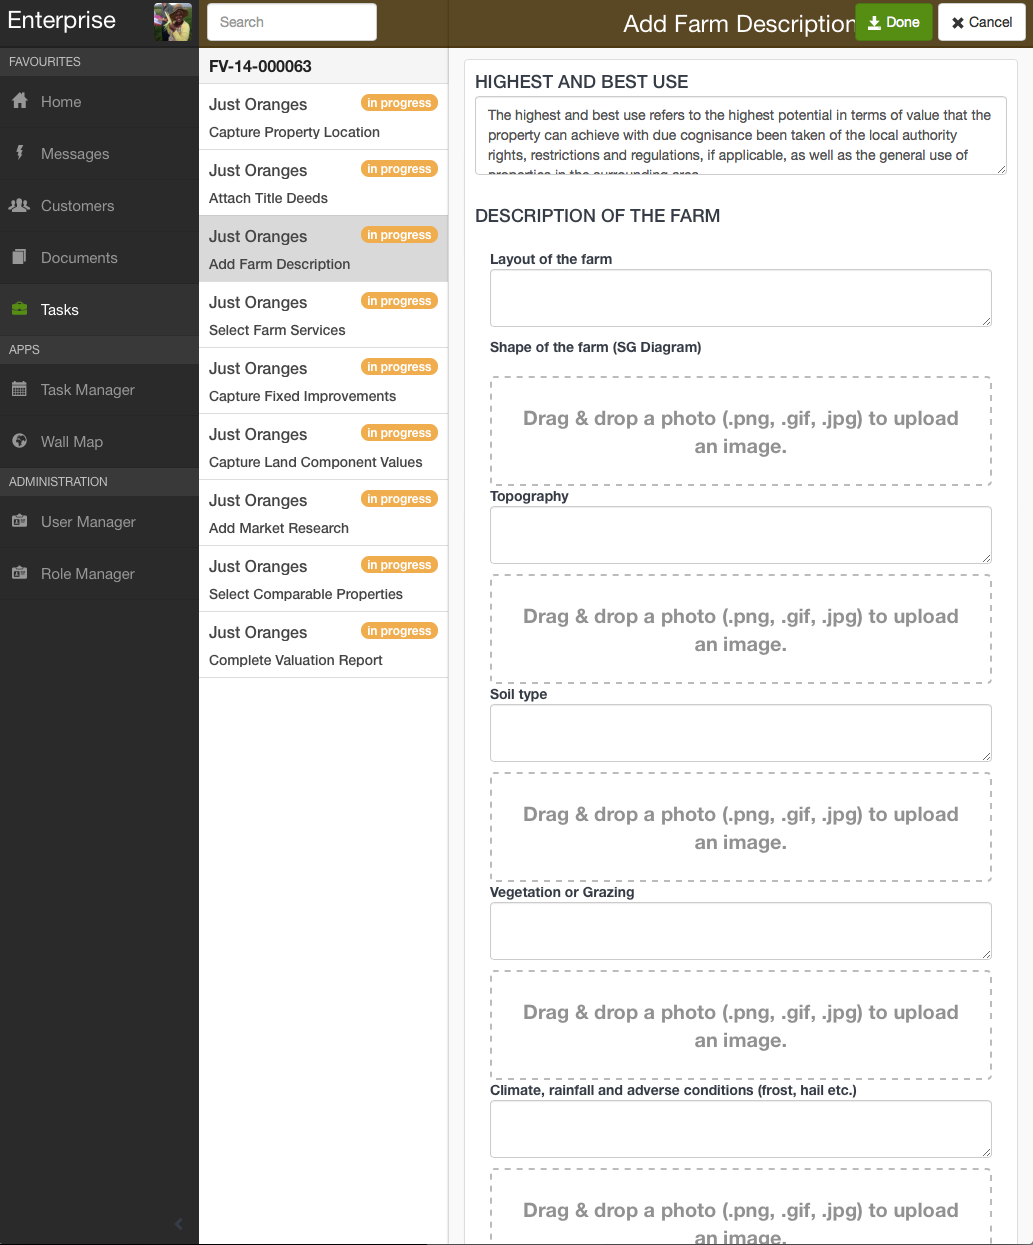 Enterprise
Search
Add Farm Description
Done
Cancel
FAVOURITES
Home
Messages
Customers
Documents
Tasks
APPS
Task Manager
Wall Map
ADMINISTRATION
User Manager
Role Manager
FV-14-000063
Just Oranges in progress
Capture Property Location
Just Oranges in progress
Attach Title Deeds
Just Oranges in progress
Add Farm Description
Just Oranges in progress
Select Farm Services
Just Oranges in progress
Capture Fixed Improvements
Just Oranges in progress
Capture Land Component Values
Just Oranges in progress
Add Market Research
Just Oranges in progress
Select Comparable Properties
Just Oranges in progress
Complete Valuation Report
HIGHEST AND BEST USE
The highest and best use refers to the highest potential in terms of value that the
property can achieve with due cognisance been taken of the local authority
rights, restrictions and regulations, if applicable, as well as the general use of
properties in the surrounding area
DESCRIPTION OF THE FARM
Layout of the farm
Shape of the farm (SG Diagram)
Drag & drop a photo (.png, .gif, .jpg) to upload
an image.
Topography
Drag & drop a photo (.png, .gif, .jpg) to upload
an image.
Soil type
Drag & drop a photo (.png, .gif, .jpg) to upload
an image.
Vegetation or Grazing
Drag & drop a photo (.png, .gif, .jpg) to upload
an image.
Climate, rainfall and adverse conditions (frost, hail etc.)
Drag & drop a photo (.png, .gif, .jpg) to upload
an image.